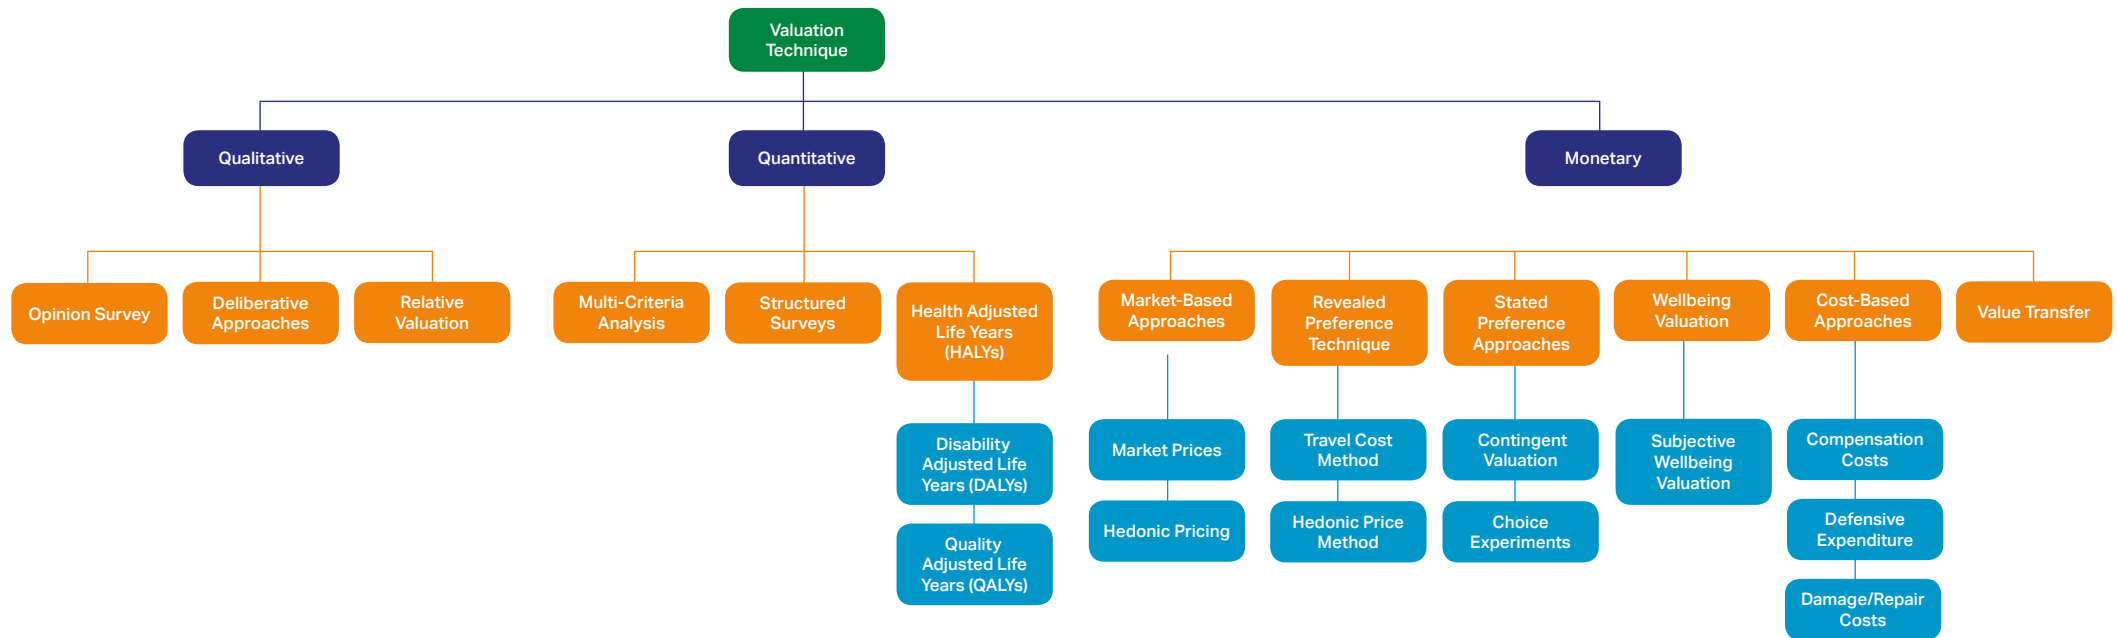 Valuation
Technique
Qualitative
Quantitative
Monetary
Opinion Survey
Deliberative
Approaches
Relative
Valuation
Multi-Criteria
Analysis
Structured
Surveys
Health Adjusted
Life Years
(HALYs)
Market-Based
Approaches
Revealed
Preference
Technique
Stated
Preference
Approaches
Wellbeing
Valuation
Cost-Based
Approaches
Value Transfer
Disability
Adjusted Life
Years (DALYs)
Quality
Adjusted Life
Years (QALYs)
Market Prices
Hedonic Pricing
Travel Cost
Method
Hedonic Price
Method
Contingent
Valuation
Choice
Experiments
Subjective
Wellbeing
Valuation
Compensation
Costs
Defensive
Expenditure
Damage/Repair
Costs